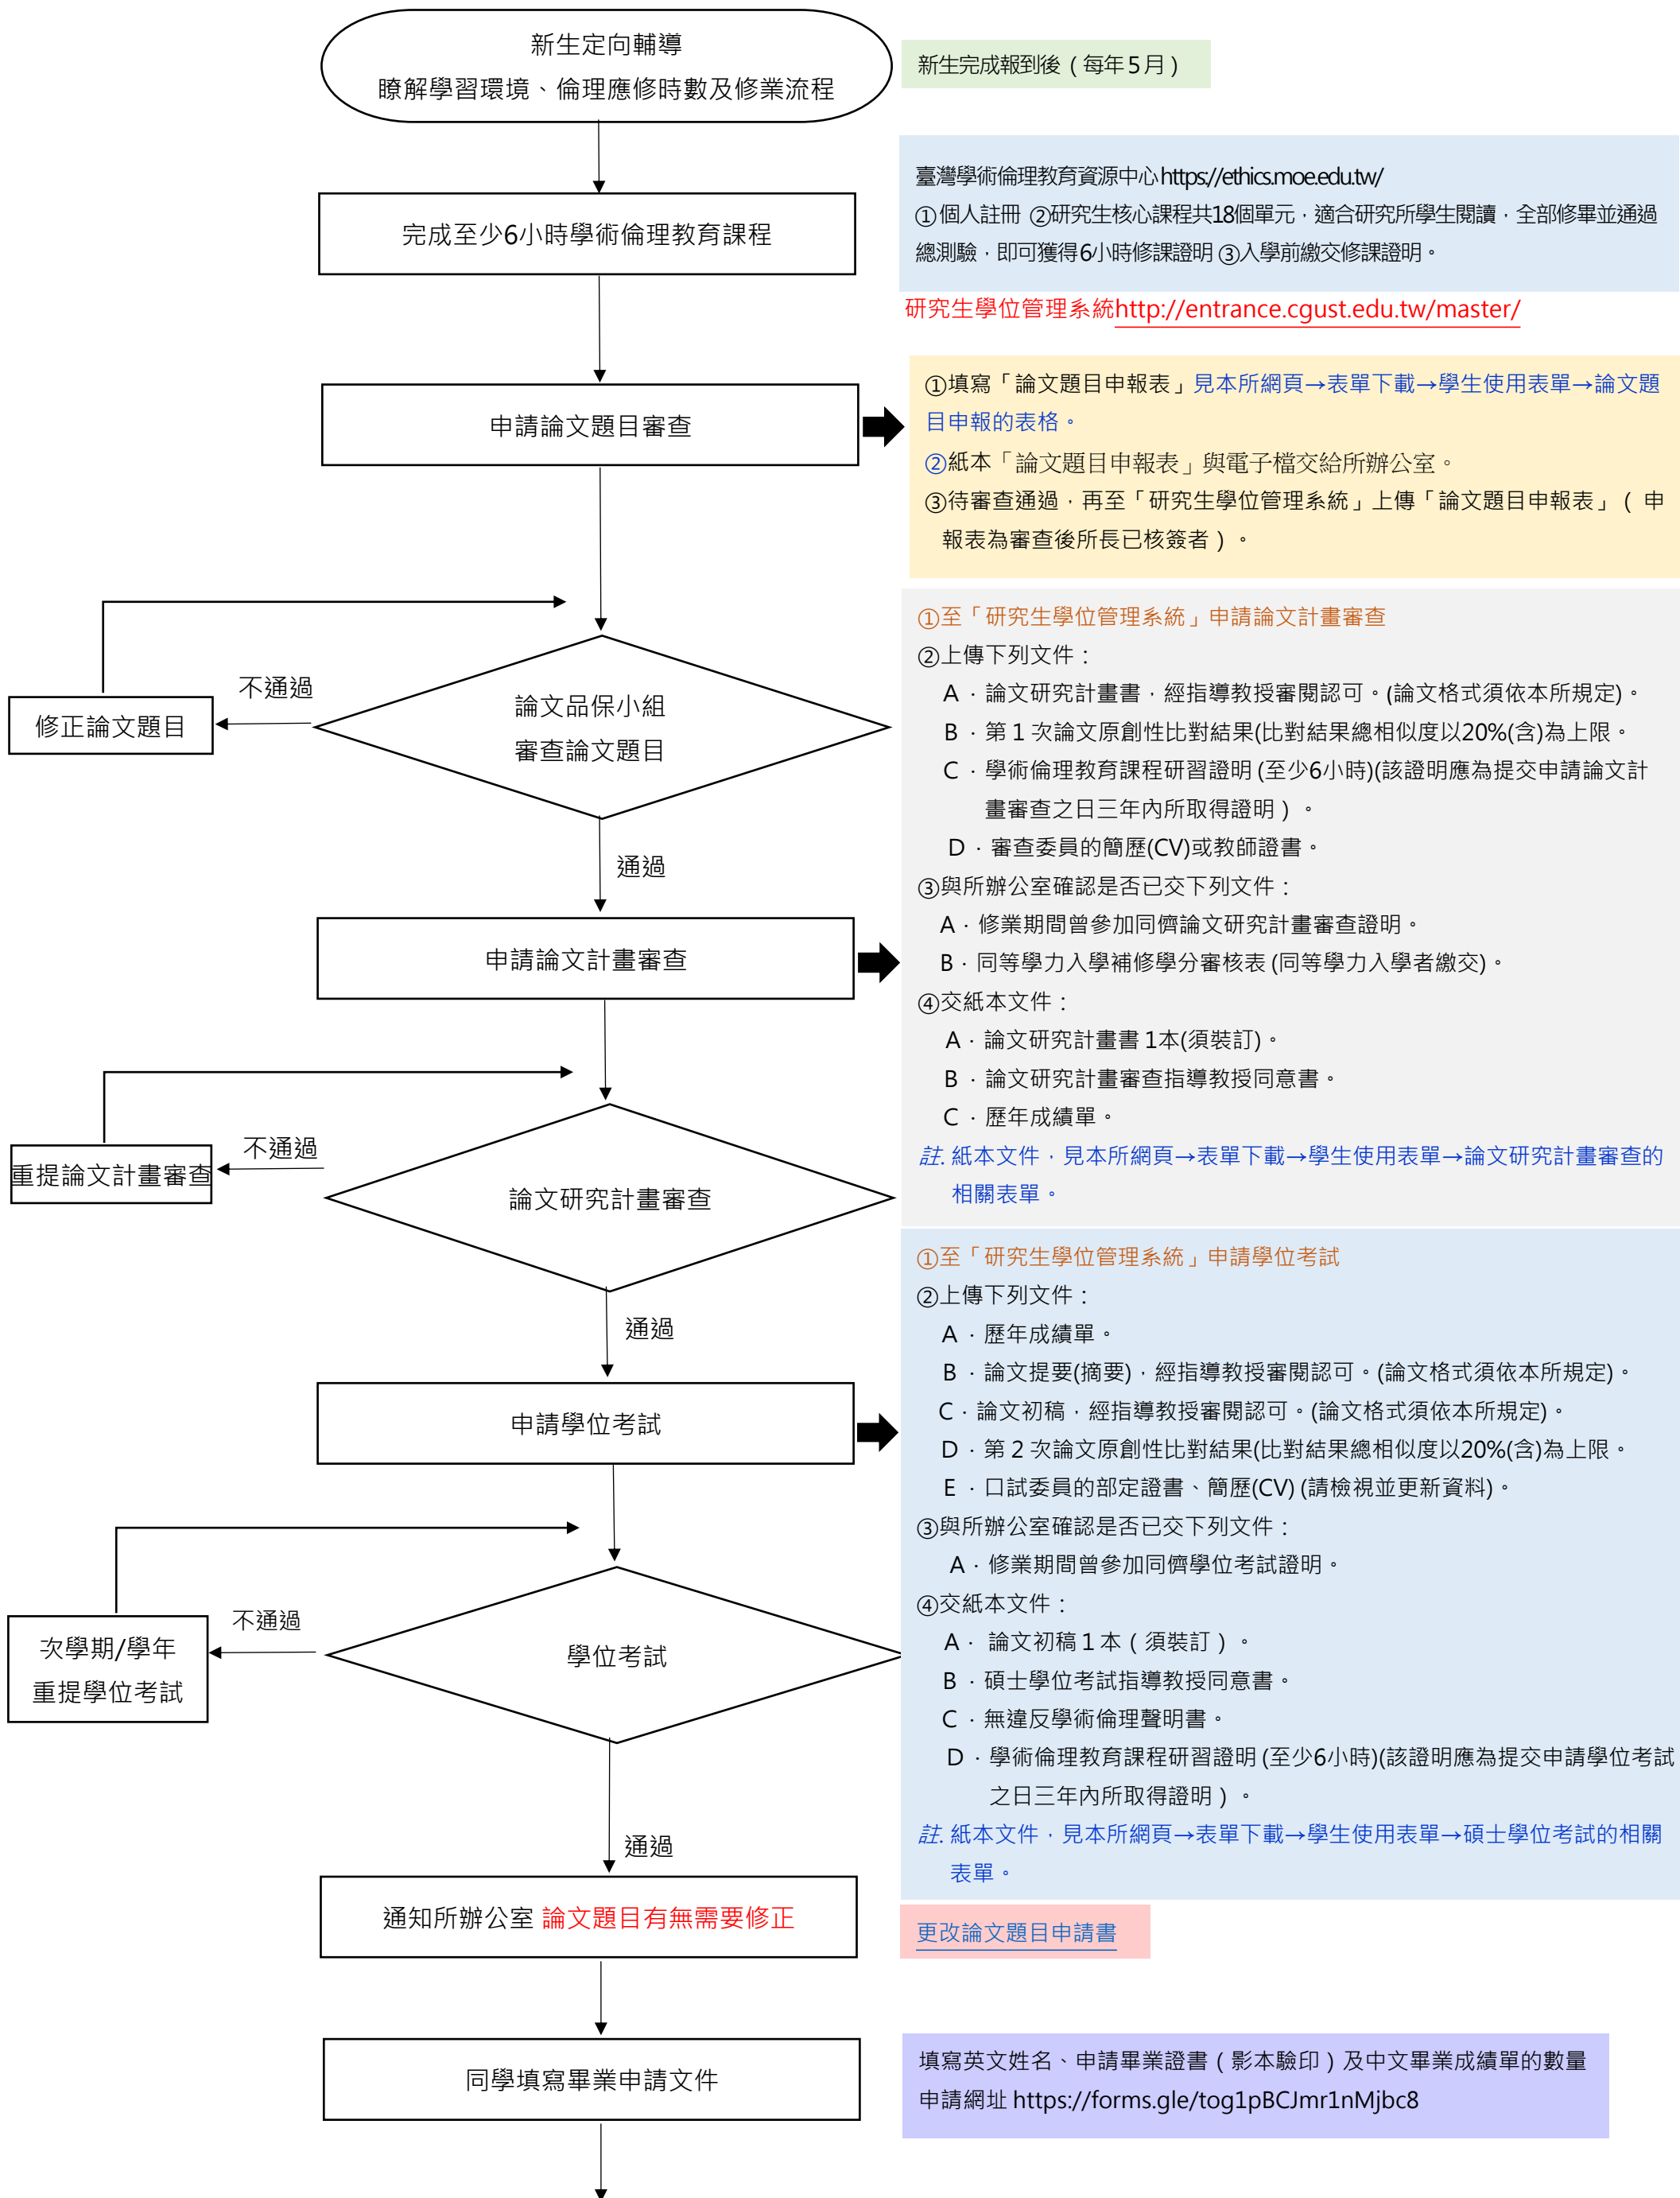 新生定向輔導
瞭解學習環境、倫理應修時數及修業流程
新生完成報到後（每年5月）
完成至少6小時學術倫理教育課程
臺灣學術倫理教育資源中心https://ethics.moe.edu.tw/
①個人註冊 ②研究生核心課程共18個單元，適合研究所學生閱讀，全部修畢並通過
總測驗，即可獲得6小時修課證明 ③入學前繳交修課證明。
研究生學位管理系統http://entrance.cgust.edu.tw/master/
申請論文題目審查
①填寫「論文題目申報表」見本所網頁→表單下載→學生使用表單→論文題
目申報的表格。
②紙本「論文題目申報表」與電子檔交給所辦公室。
③待審查通過，再至「研究生學位管理系統」上傳「論文題目申報表」（ 申
報表為審查後所長已核簽者）。
論文品保小組
審查論文題目
不通過
修正論文題目
通過
申請論文計畫審查
①至「研究生學位管理系統」申請論文計畫審查
②上傳下列文件：
A．論文研究計畫書，經指導教授審閱認可。(論文格式須依本所規定)。
B．第 1 次論文原創性比對結果(比對結果總相似度以20%(含)為上限。
C．學術倫理教育課程研習證明 (至少6小時)(該證明應為提交申請論文計
畫審查之日三年內所取得證明）。
D．審查委員的簡歷(CV)或教師證書。
③與所辦公室確認是否已交下列文件：
A．修業期間曾參加同儕論文研究計畫審查證明。
B．同等學力入學補修學分審核表 (同等學力入學者繳交)。
④交紙本文件：
A．論文研究計畫書 1本(須裝訂)。
B．論文研究計畫審查指導教授同意書。
C．歷年成績單。
註. 紙本文件，見本所網頁→表單下載→學生使用表單→論文研究計畫審查的
相關表單。
不通過
重提論文計畫審查
論文研究計畫審查
通過
申請學位考試
①至「研究生學位管理系統」申請學位考試
②上傳下列文件：
A．歷年成績單。
B．論文提要(摘要)，經指導教授審閱認可。(論文格式須依本所規定)。
C．論文初稿，經指導教授審閱認可。(論文格式須依本所規定)。
D．第 2 次論文原創性比對結果(比對結果總相似度以20%(含)為上限。
E．口試委員的部定證書、簡歷(CV) (請檢視並更新資料)。
③與所辦公室確認是否已交下列文件：
A．修業期間曾參加同儕學位考試證明。
④交紙本文件：
A． 論文初稿 1 本（須裝訂）。
B．碩士學位考試指導教授同意書。
C．無違反學術倫理聲明書。
D．學術倫理教育課程研習證明 (至少6小時)(該證明應為提交申請學位考試
之日三年內所取得證明）。
註. 紙本文件，見本所網頁→表單下載→學生使用表單→碩士學位考試的相關
表單。
不通過
次學期/學年
重提學位考試
學位考試
通過
通知所辦公室 論文題目有無需要修正
更改論文題目申請書
同學填寫畢業申請文件
填寫英文姓名、申請畢業證書（影本驗印）及中文畢業成績單的數量
申請網址 https://forms.gle/tog1pBCJmr1nMjbc8